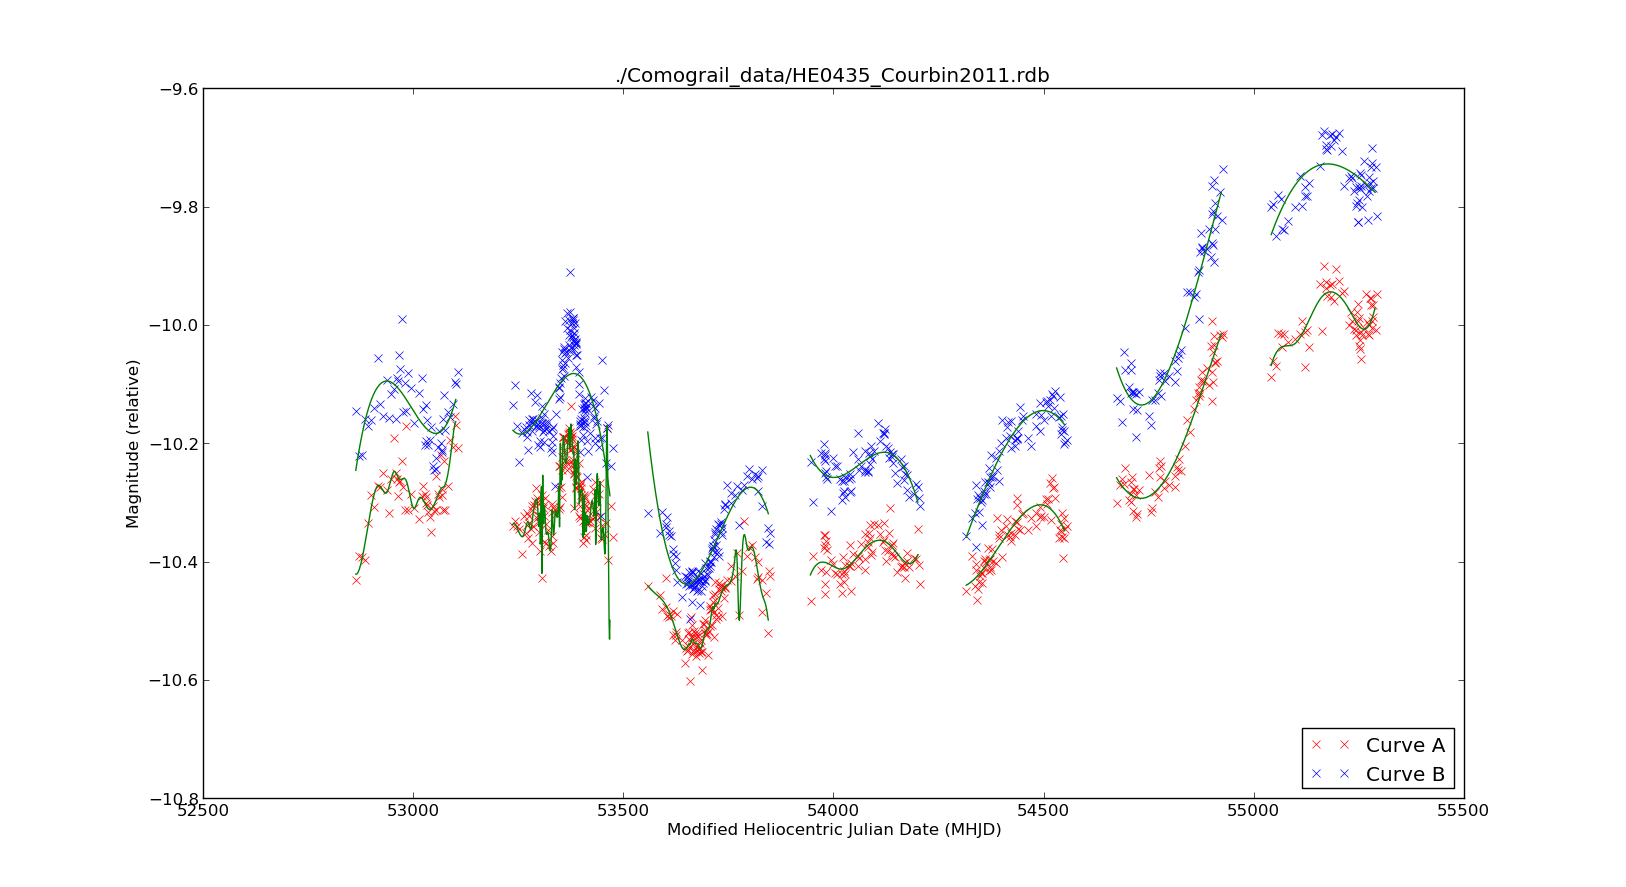 ./Comograil_data/HE0435_Courbin2011.rdb
−9.6
−9.8
−10.0
−10.2
−10.4
−10.6
−10.8
Magnitude (relative)
Curve A
Curve B
52500 53000 53500 54000 54500 55000 55500
Modified Heliocentric Julian Date (MHJD)